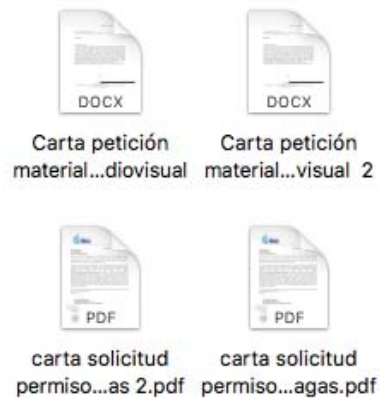 DOCX DOCX
Carta petición Carta petición
material...diovisual material...visual 2
PDF PDF
carta solicitud carta solicitud
permiso...as 2.pdf permiso...agas.pdf